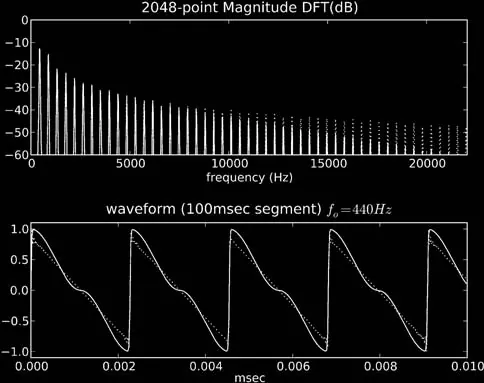 2048-point Magnitude DFT(dB)
0
−10
−20
−30
−40
−50
−60
0 5000 10000 15000 20000
frequency (Hz)
waveform (100msec segment) f_o=440Hz
1.0
0.5
0.0
−0.5
−1.0
0.000 0.002 0.004 0.006 0.008 0.010
msec